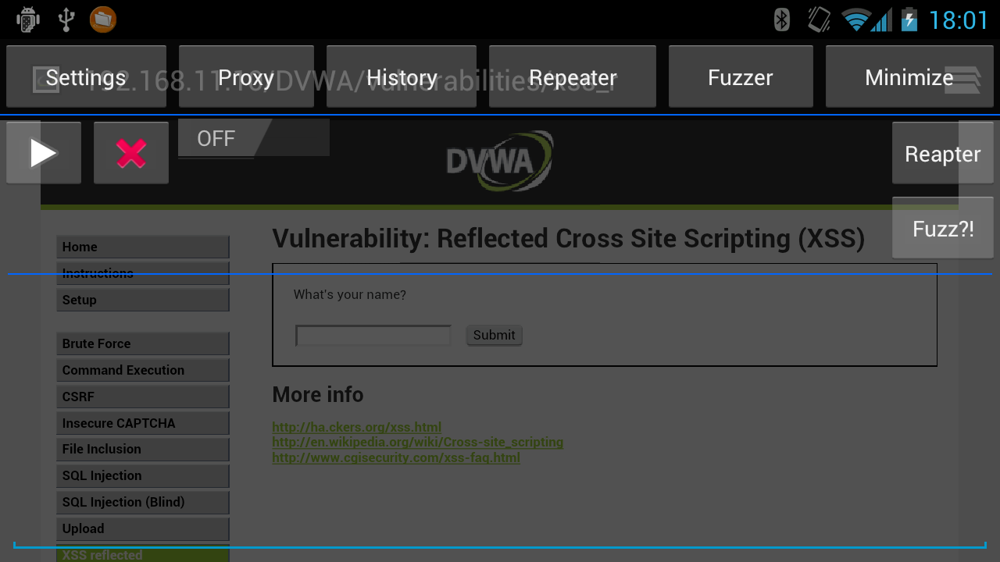 18:01
Settings
Proxy
History
Repeater
Fuzzer
Minimize
192.168.11.10/DVWA/vulnerabilities/xss_r
OFF
DVWA
Reapter
Fuzz?!
Vulnerability: Reflected Cross Site Scripting (XSS)
Home
Instructions
Setup
What's your name?
Submit
Brute Force
Command Execution
CSRF
Insecure CAPTCHA
File Inclusion
SQL Injection
SQL Injection (Blind)
Upload
XSS reflected
More info
http://ha.ckers.org/xss.html
http://en.wikipedia.org/wiki/Cross-site_scripting
http://www.cgisecurity.com/xss-faq.html